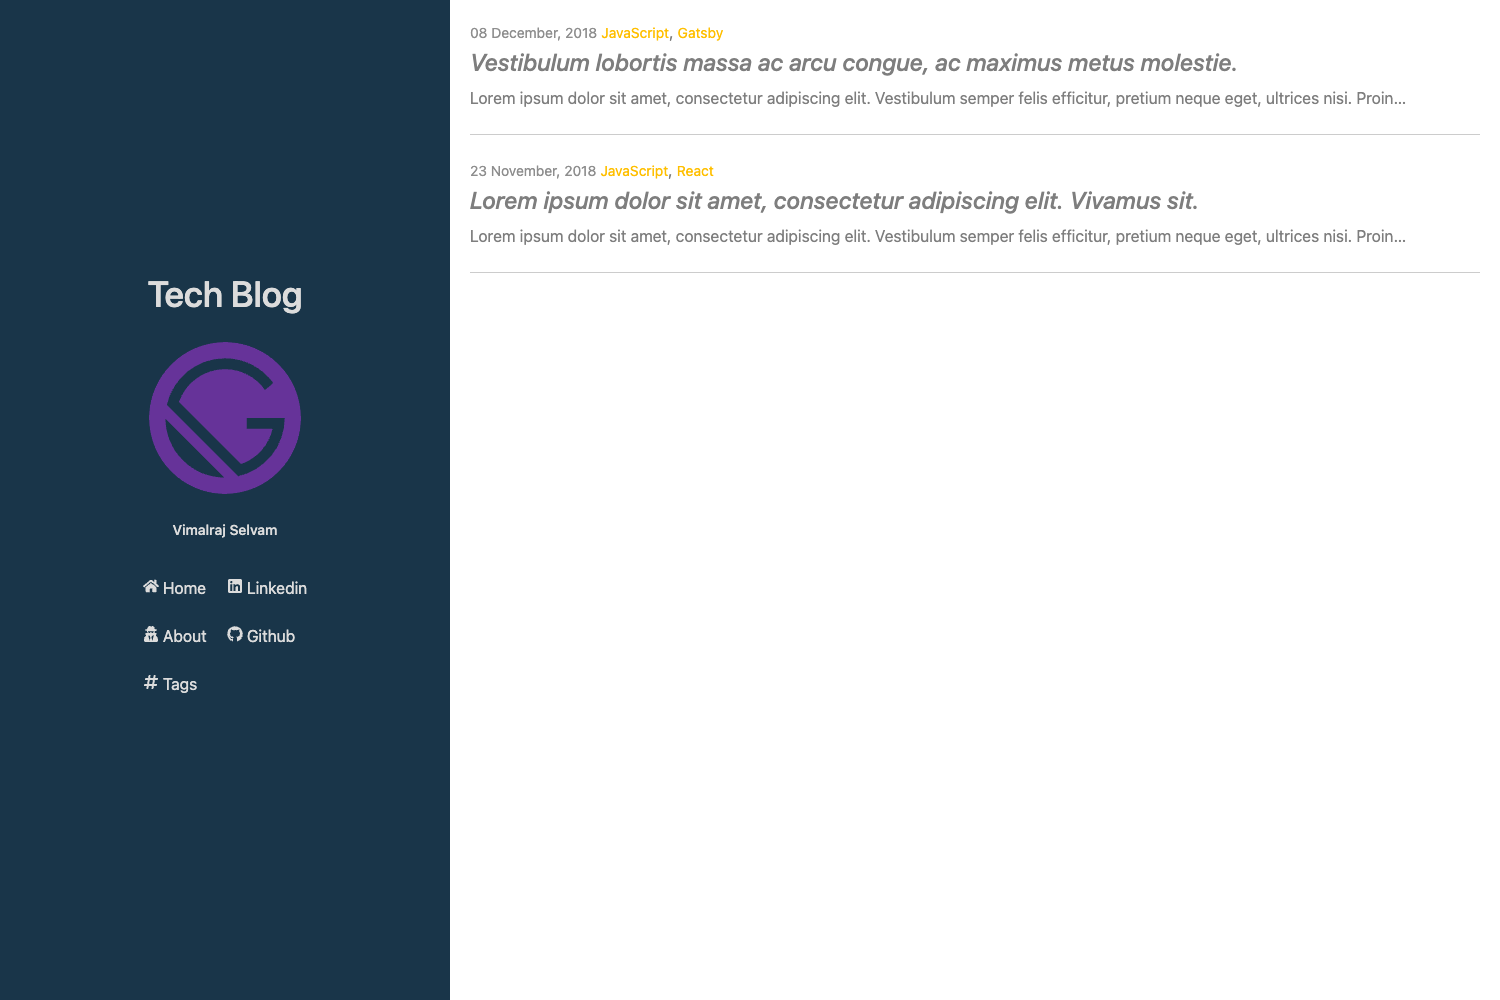 Tech Blog
Vimalraj Selvam
Home
Linkedin
About
Github
Tags
08 December, 2018 JavaScript, Gatsby
Vestibulum lobortis massa ac arcu congue, ac maximus metus molestie.
Lorem ipsum dolor sit amet, consectetur adipiscing elit. Vestibulum semper felis efficitur, pretium neque eget, ultrices nisi. Proin...
23 November, 2018 JavaScript, React
Lorem ipsum dolor sit amet, consectetur adipiscing elit. Vivamus sit.
Lorem ipsum dolor sit amet, consectetur adipiscing elit. Vestibulum semper felis efficitur, pretium neque eget, ultrices nisi. Proin...